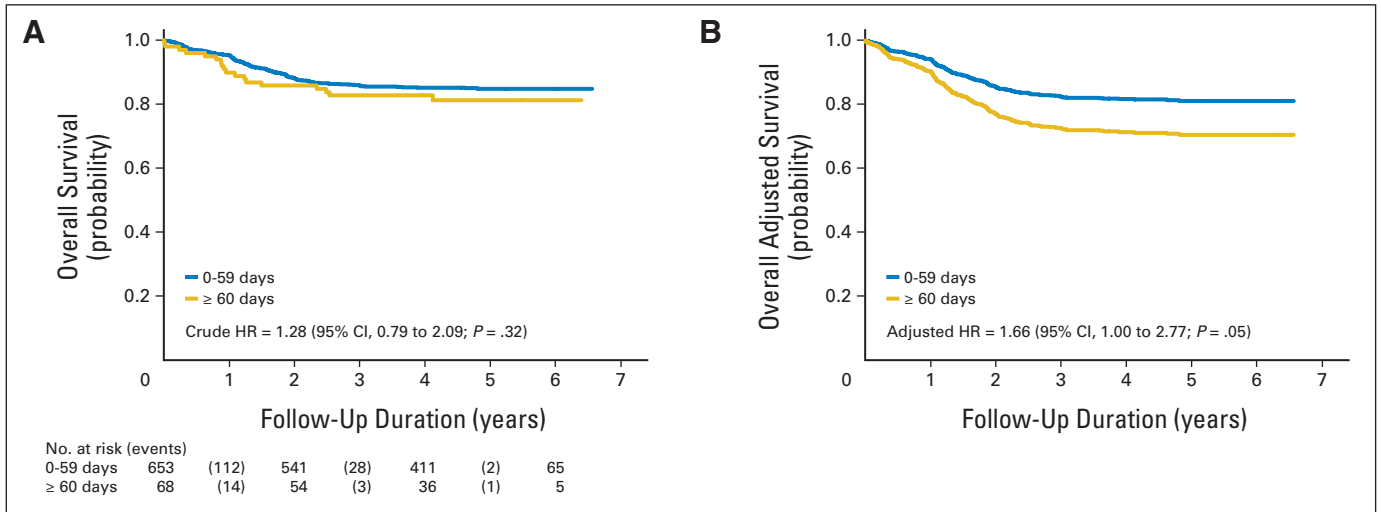 A
Overall Survival
(probability)
1.0
0.8
0.6
0.4
0.2
0-59 days
≥ 60 days
Crude HR = 1.28 (95% CI, 0.79 to 2.09; P = .32)
0 1 2 3 4 5 6 7
Follow-Up Duration (years)
No. at risk (events)
0-59 days 653 (112) 541 (28) 411 (2) 65
≥ 60 days 68 (14) 54 (3) 36 (1) 5
B
Overall Adjusted Survival
(probability)
1.0
0.8
0.6
0.4
0.2
0-59 days
≥ 60 days
Adjusted HR = 1.66 (95% CI, 1.00 to 2.77; P = .05)
0 1 2 3 4 5 6 7
Follow-Up Duration (years)